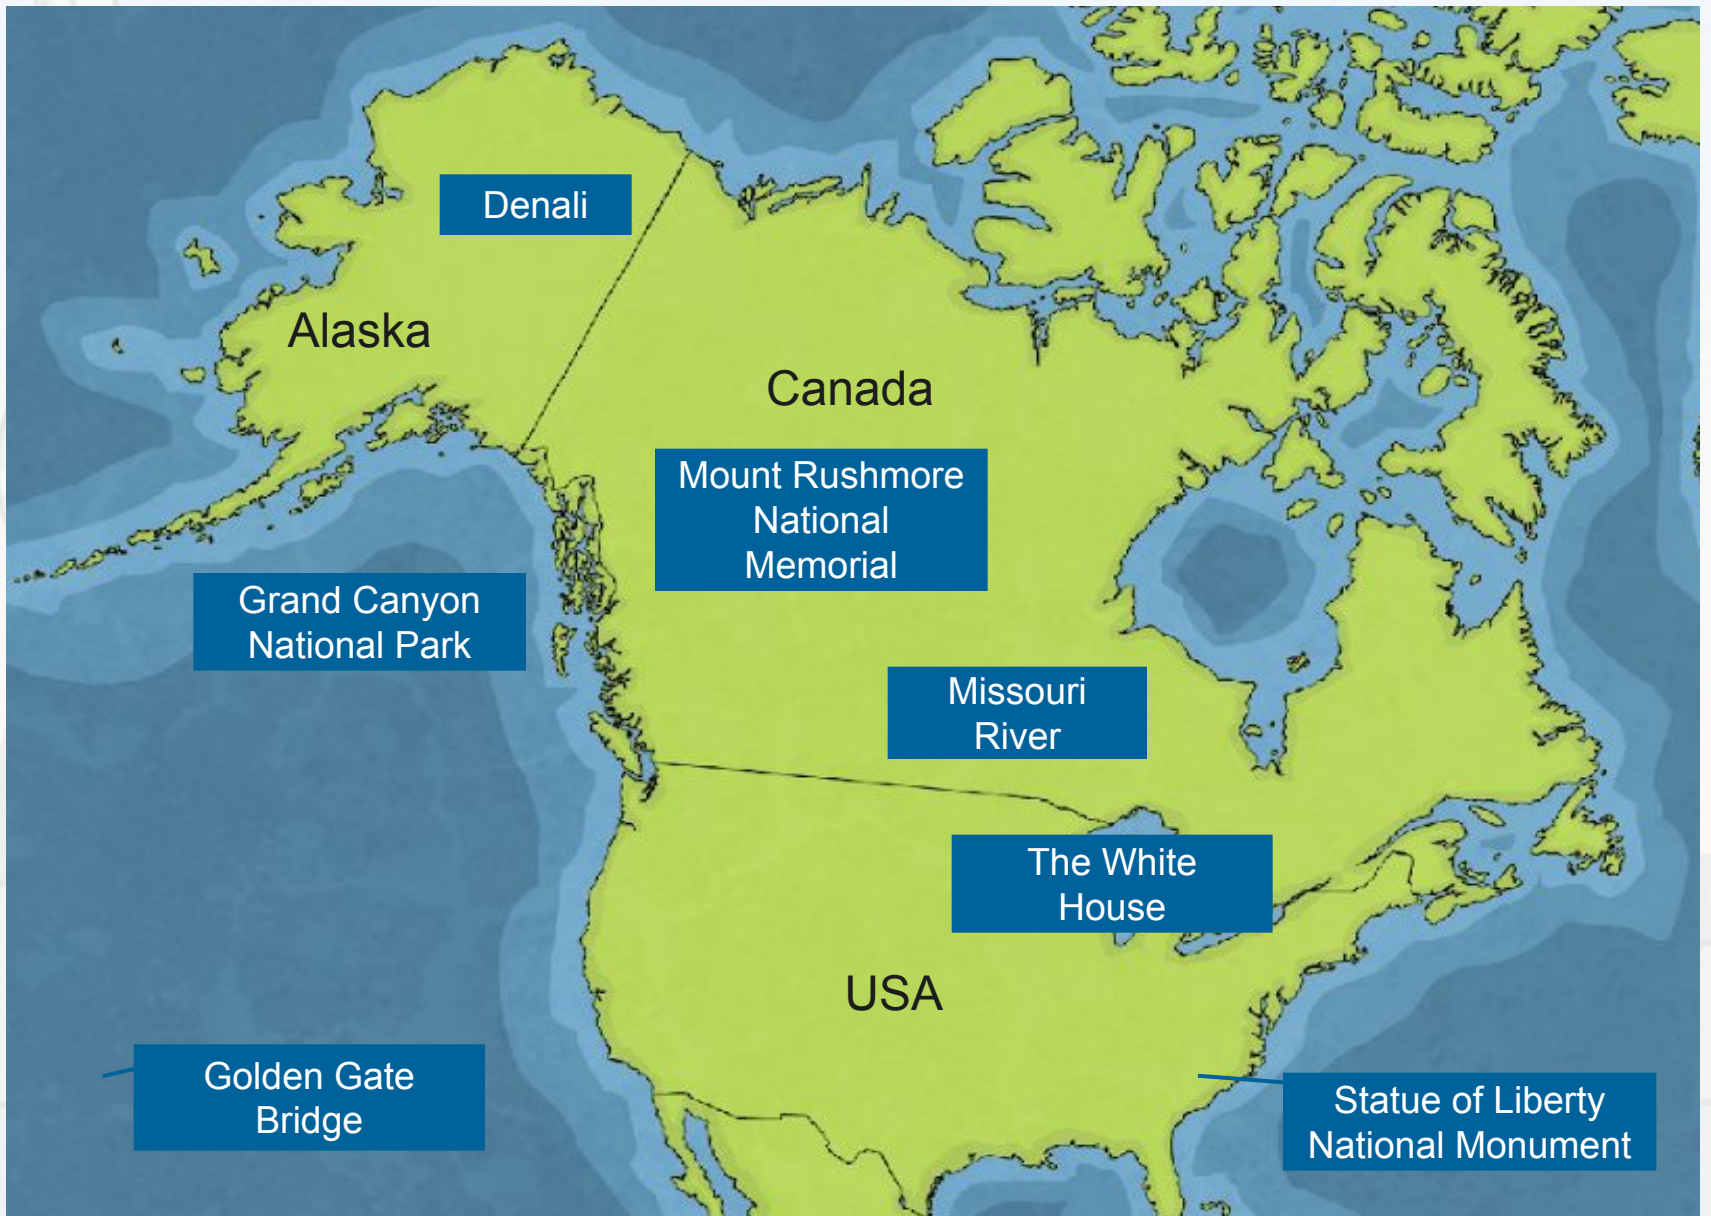 Denali
Alaska
Canada
Mount Rushmore
National
Memorial
Grand Canyon
National Park
Missouri
River
The White
House
USA
Golden Gate
Bridge
Statue of Liberty
National Monument